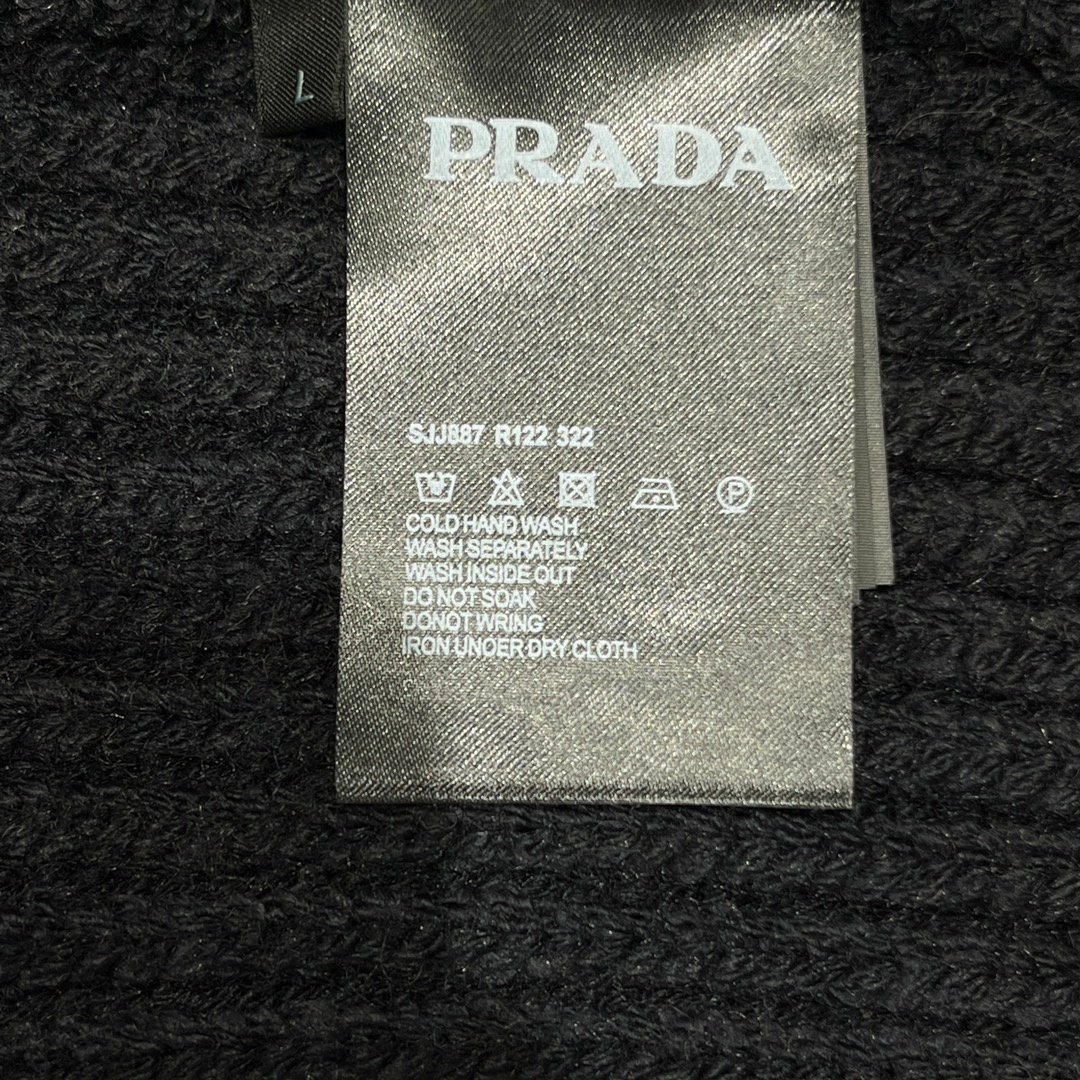 L
PRADA
SJJ887 R122 322
P
COLD HAND WASH
WASH SEPARATELY
WASH INSIDE OUT
DO NOT SOAK
DONOT WRING
IRON UNOER DRY CLOTH